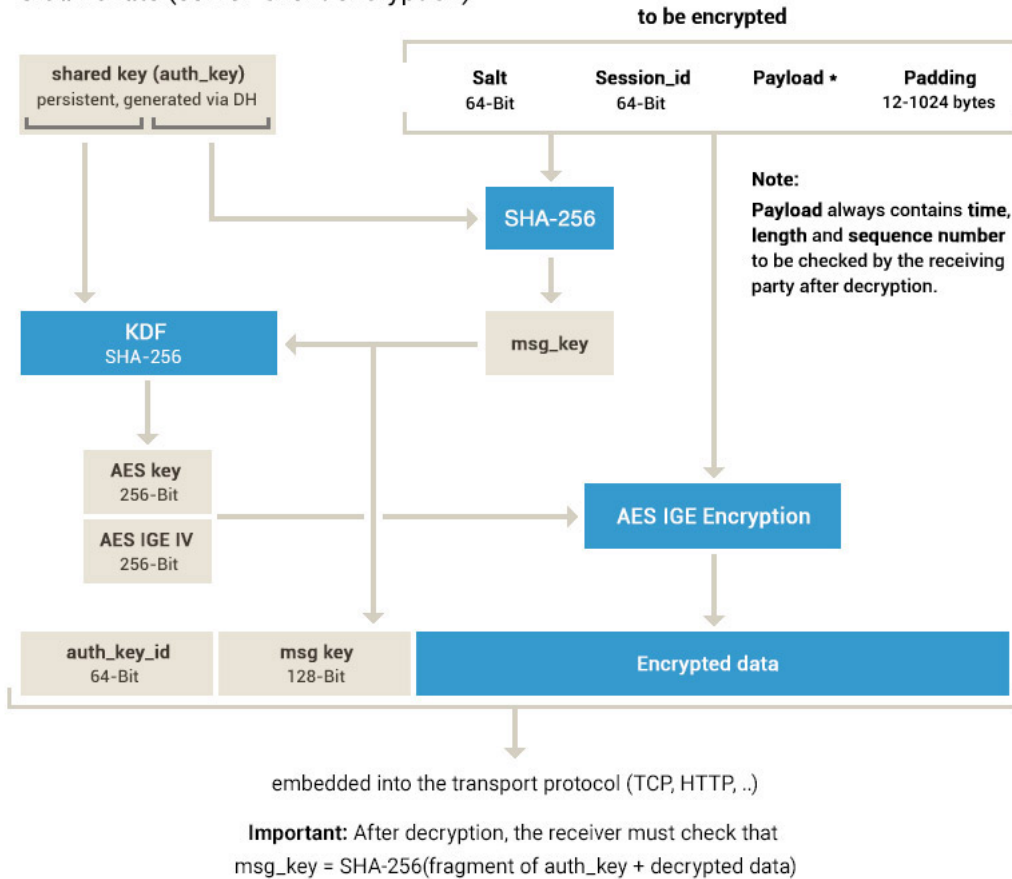 to be encrypted
shared key (auth_key)
persistent, generated via DH
Salt
64-Bit
Session_id
64-Bit
Payload *
Padding
12-1024 bytes
Note:
Payload always contains time,
length and sequence number
to be checked by the receiving
party after decryption.
SHA-256
KDF
SHA-256
msg_key
AES key
256-Bit
AES IGE IV
256-Bit
AES IGE Encryption
auth_key_id
64-Bit
msg key
128-Bit
Encrypted data
embedded into the transport protocol (TCP, HTTP, ..)
Important: After decryption, the receiver must check that
msg_key = SHA-256(fragment of auth_key + decrypted data)